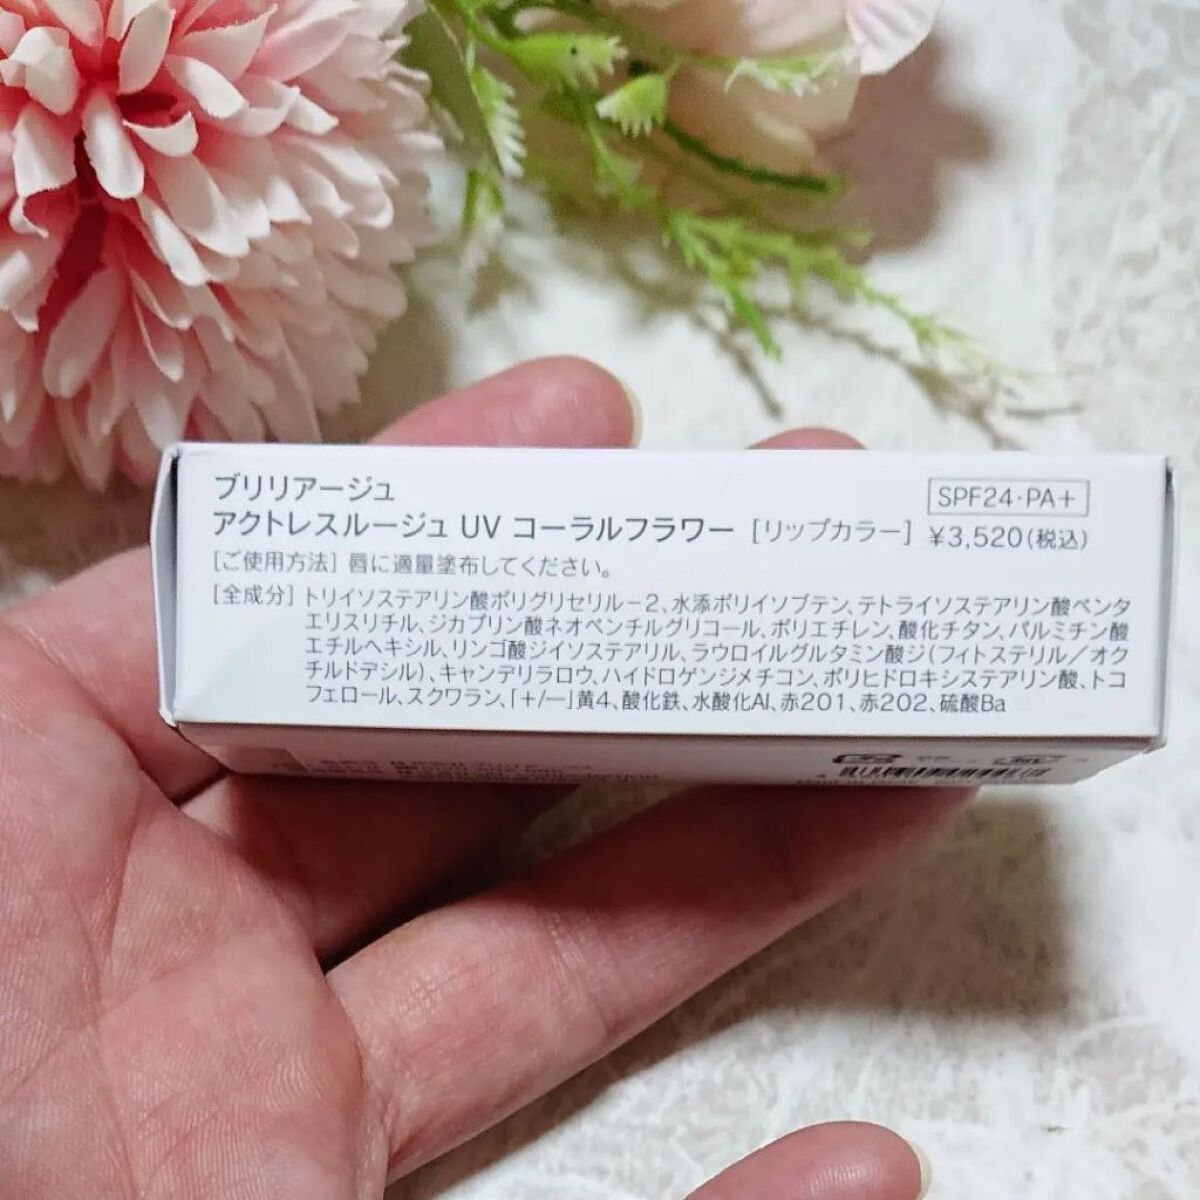 ブリリアージュ
アクトレスルージュ UV コーラルフラワー [リップカラー]
SPF24・PA+
¥3,520(税込)
[ご使用方法] 唇に適量塗布してください。
[全成分] トリイソステアリン酸ポリグリセリル-2、水添ポリイソブテン、テトライソステアリン酸ペンタ
エリスリチル、ジカプリン酸ネオペンチルグリコール、ポリエチレン、酸化チタン、パルミチン酸
エチルヘキシル、リンゴ酸ジイソステアリル、ラウロイルグルタミン酸ジ(フィトステリル/オク
チルドデシル)、キャンデリラロウ、ハイドロゲンジメチコン、ポリヒドロキシステアリン酸、トコ
フェロール、スクワラン、[+/-]黄4、酸化鉄、水酸化Al、赤201、赤202、硫酸Ba